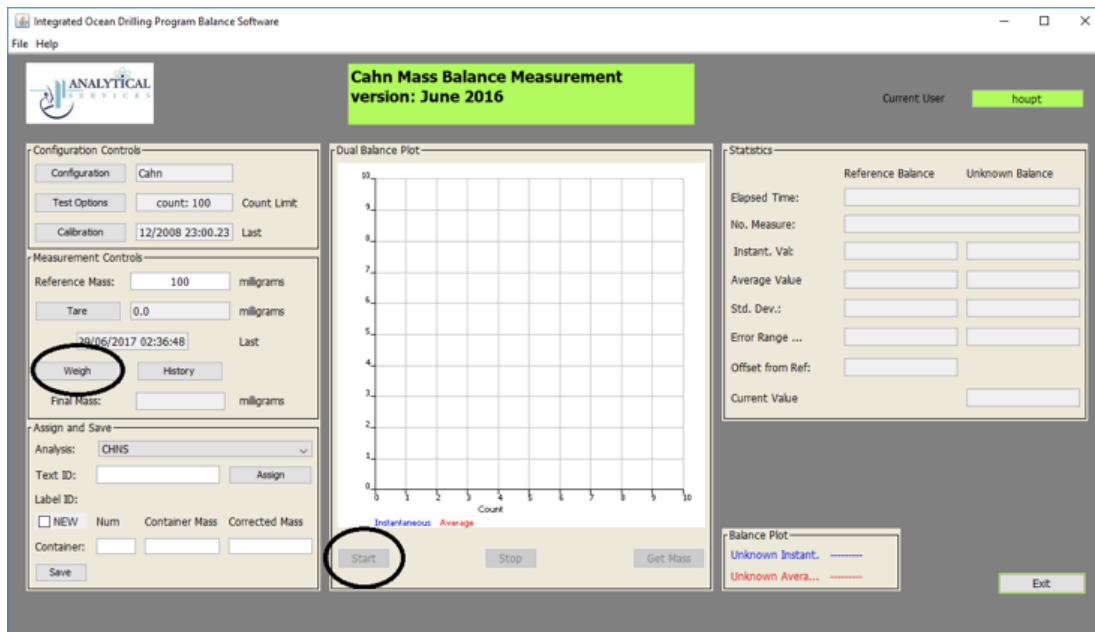 Integrated Ocean Drilling Program Balance Software
File Help
ANALYTICAL
SERVICES
Cahn Mass Balance Measurement
version: June 2016
Current User houpt
Configuration Controls
Configuration Cahn
Test Options count: 100 Count Limit
Calibration 12/2008 23:00.23 Last
Measurement Controls
Reference Mass: 100 milligrams
Tare 0.0 milligrams
29/06/2017 02:36:48 Last
Weigh History
Final Mass: milligrams
Assign and Save
Analysis: CHNS
Text ID: Assign
Label ID:
NEW Num Container Mass Corrected Mass
Container:
Save
Dual Balance Plot
10
9
8
7
6
5
4
3
2
1
0
0 1 2 3 4 5 6 7 8 9 10
Count
Instantaneous Average
Start Stop Get Mass
Statistics
Reference Balance Unknown Balance
Elapsed Time:
No. Measure:
Instant. Val:
Average Value
Std. Dev.:
Error Range ...
Offset from Ref:
Current Value
Balance Plot
Unknown Instant. ---------
Unknown Avera... ---------
Exit